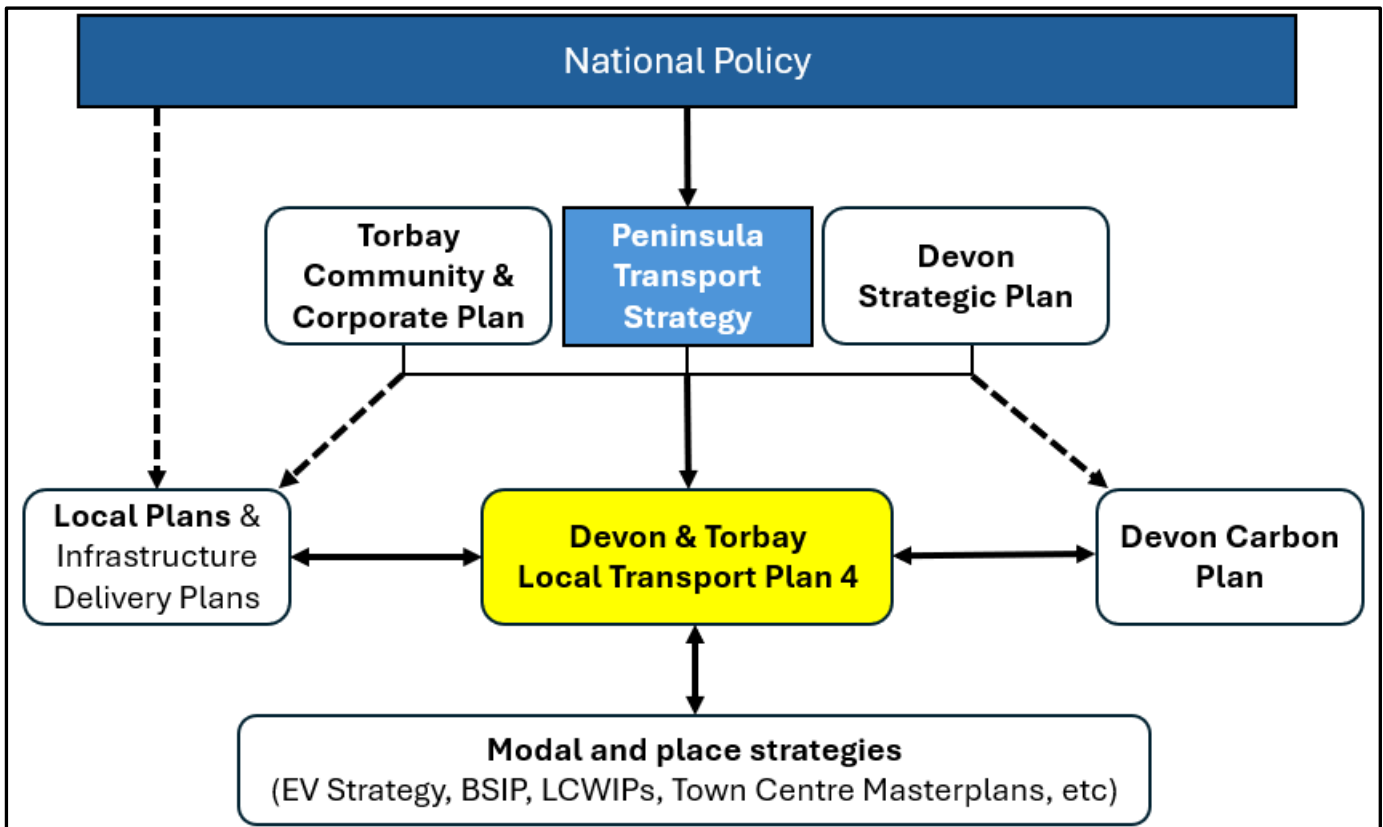 National Policy
Torbay
Community &
Corporate Plan
Peninsula
Transport
Strategy
Devon
Strategic Plan
Local Plans &
Infrastructure
Delivery Plans
Devon & Torbay
Local Transport Plan 4
Devon Carbon
Plan
Modal and place strategies
(EV Strategy, BSIP, LCWIPs, Town Centre Masterplans, etc)